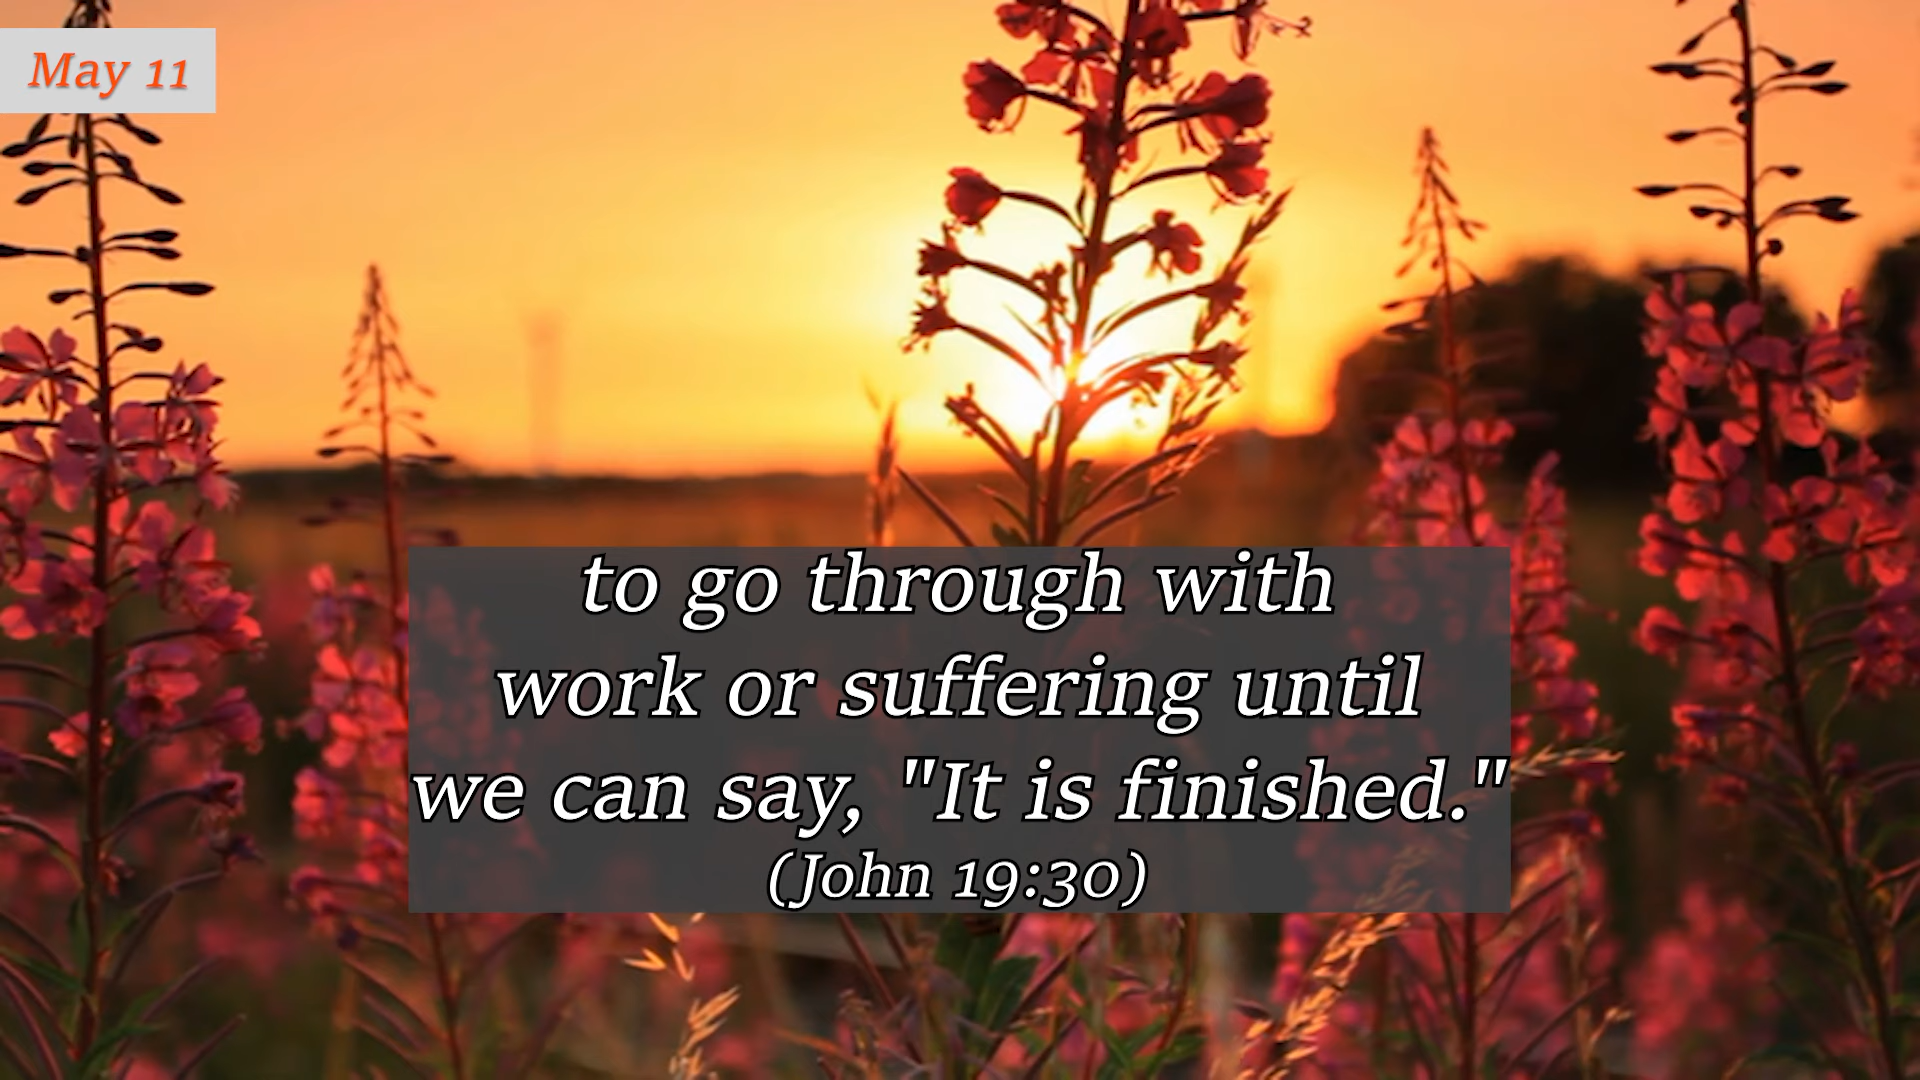 May 11
to go through with
work or suffering until
we can say, "It is finished."
(John 19:30)